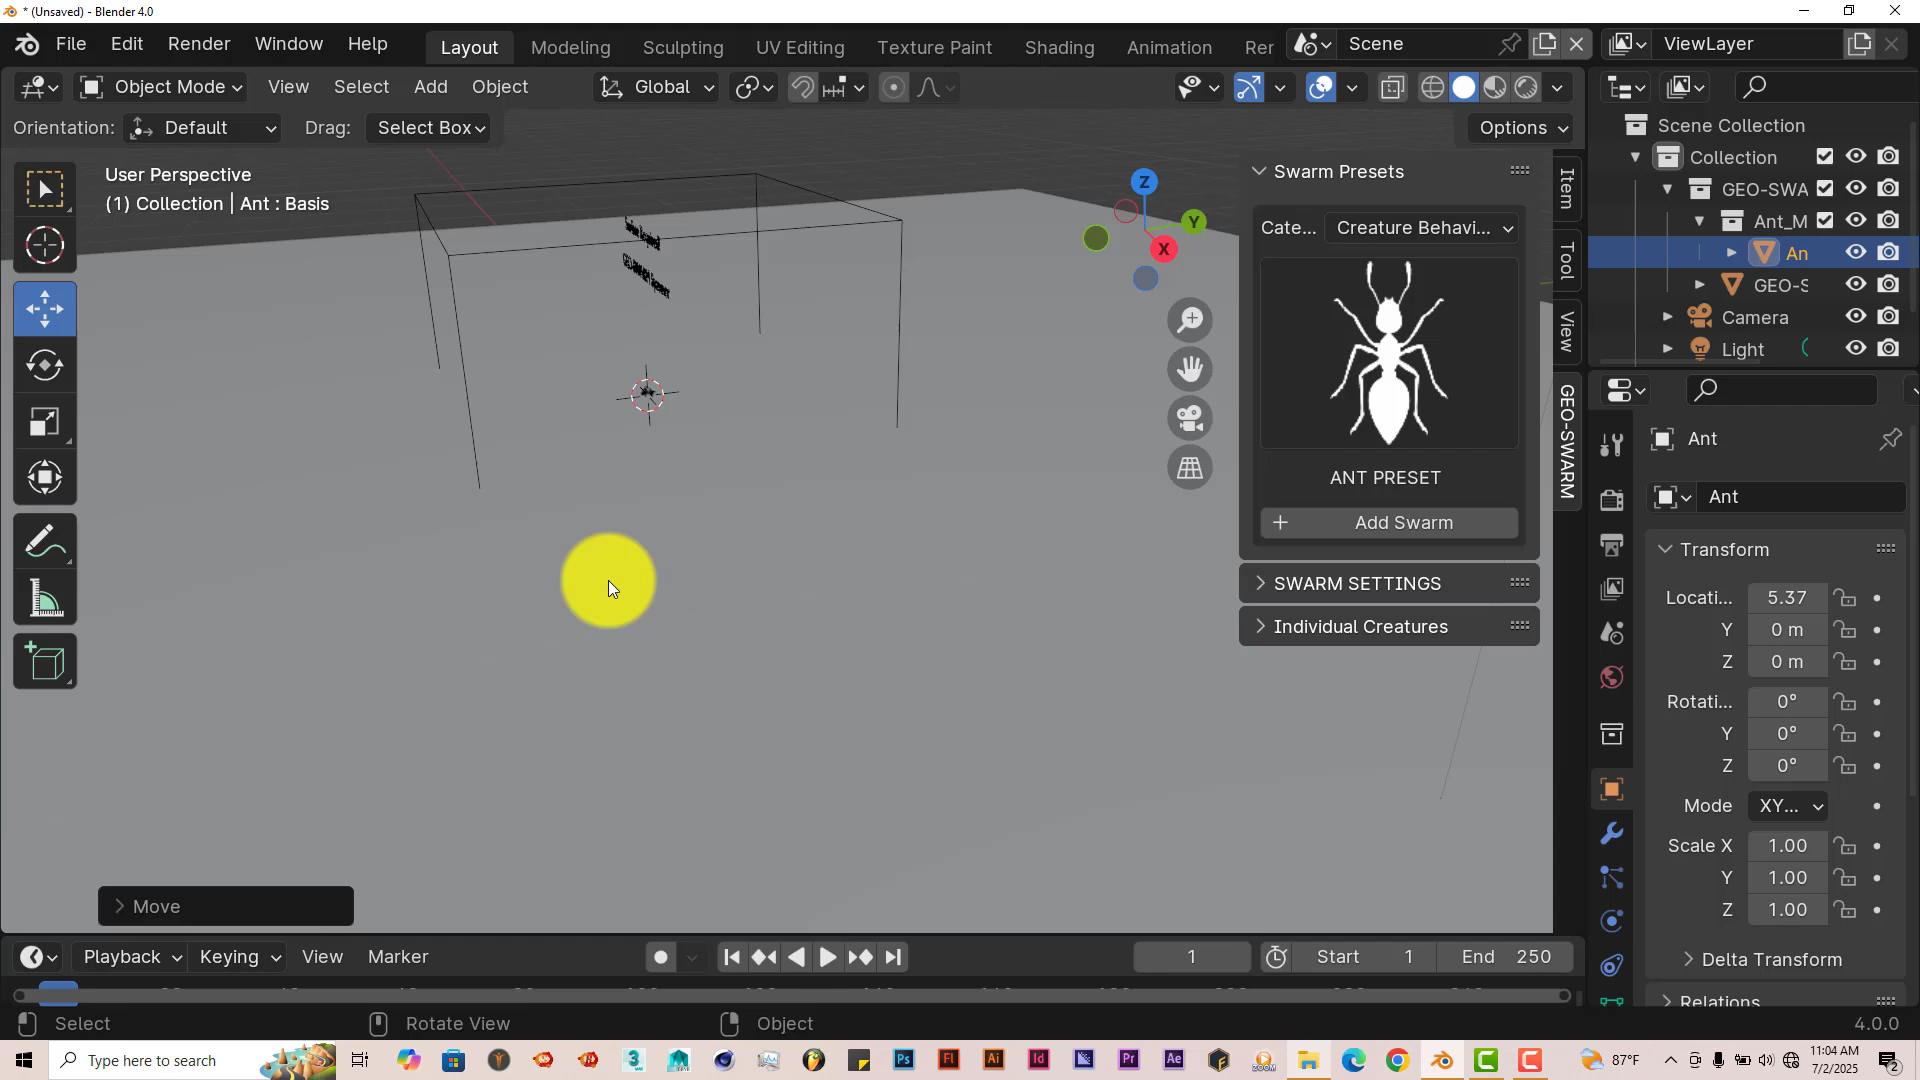 * (Unsaved) - Blender 4.0
File Edit Render Window Help
Layout Modeling Sculpting UV Editing Texture Paint Shading Animation Rer
Scene
ViewLayer
Object Mode View Select Add Object
Global
Orientation: Default Drag: Select Box
Options
User Perspective
(1) Collection | Ant : Basis
Z
Y
X
Swarm Presets
Cate... Creature Behavi...
ANT PRESET
+ Add Swarm
SWARM SETTINGS
Individual Creatures
Item
Tool
View
GEO-SWARM
Scene Collection
Collection
GEO-SWA
Ant_M
An
GEO-S
Camera
Light
Ant
Ant
Transform
Locati... 5.37
Y 0 m
Z 0 m
Rotati... 0°
Y 0°
Z 0°
Mode XY...
Scale X 1.00
Y 1.00
Z 1.00
Delta Transform
Relations
Move
Playback Keying View Marker
1
Start 1
End 250
Select
Rotate View
Object
4.0.0
Type here to search
87°F
11:04 AM
7/2/2025